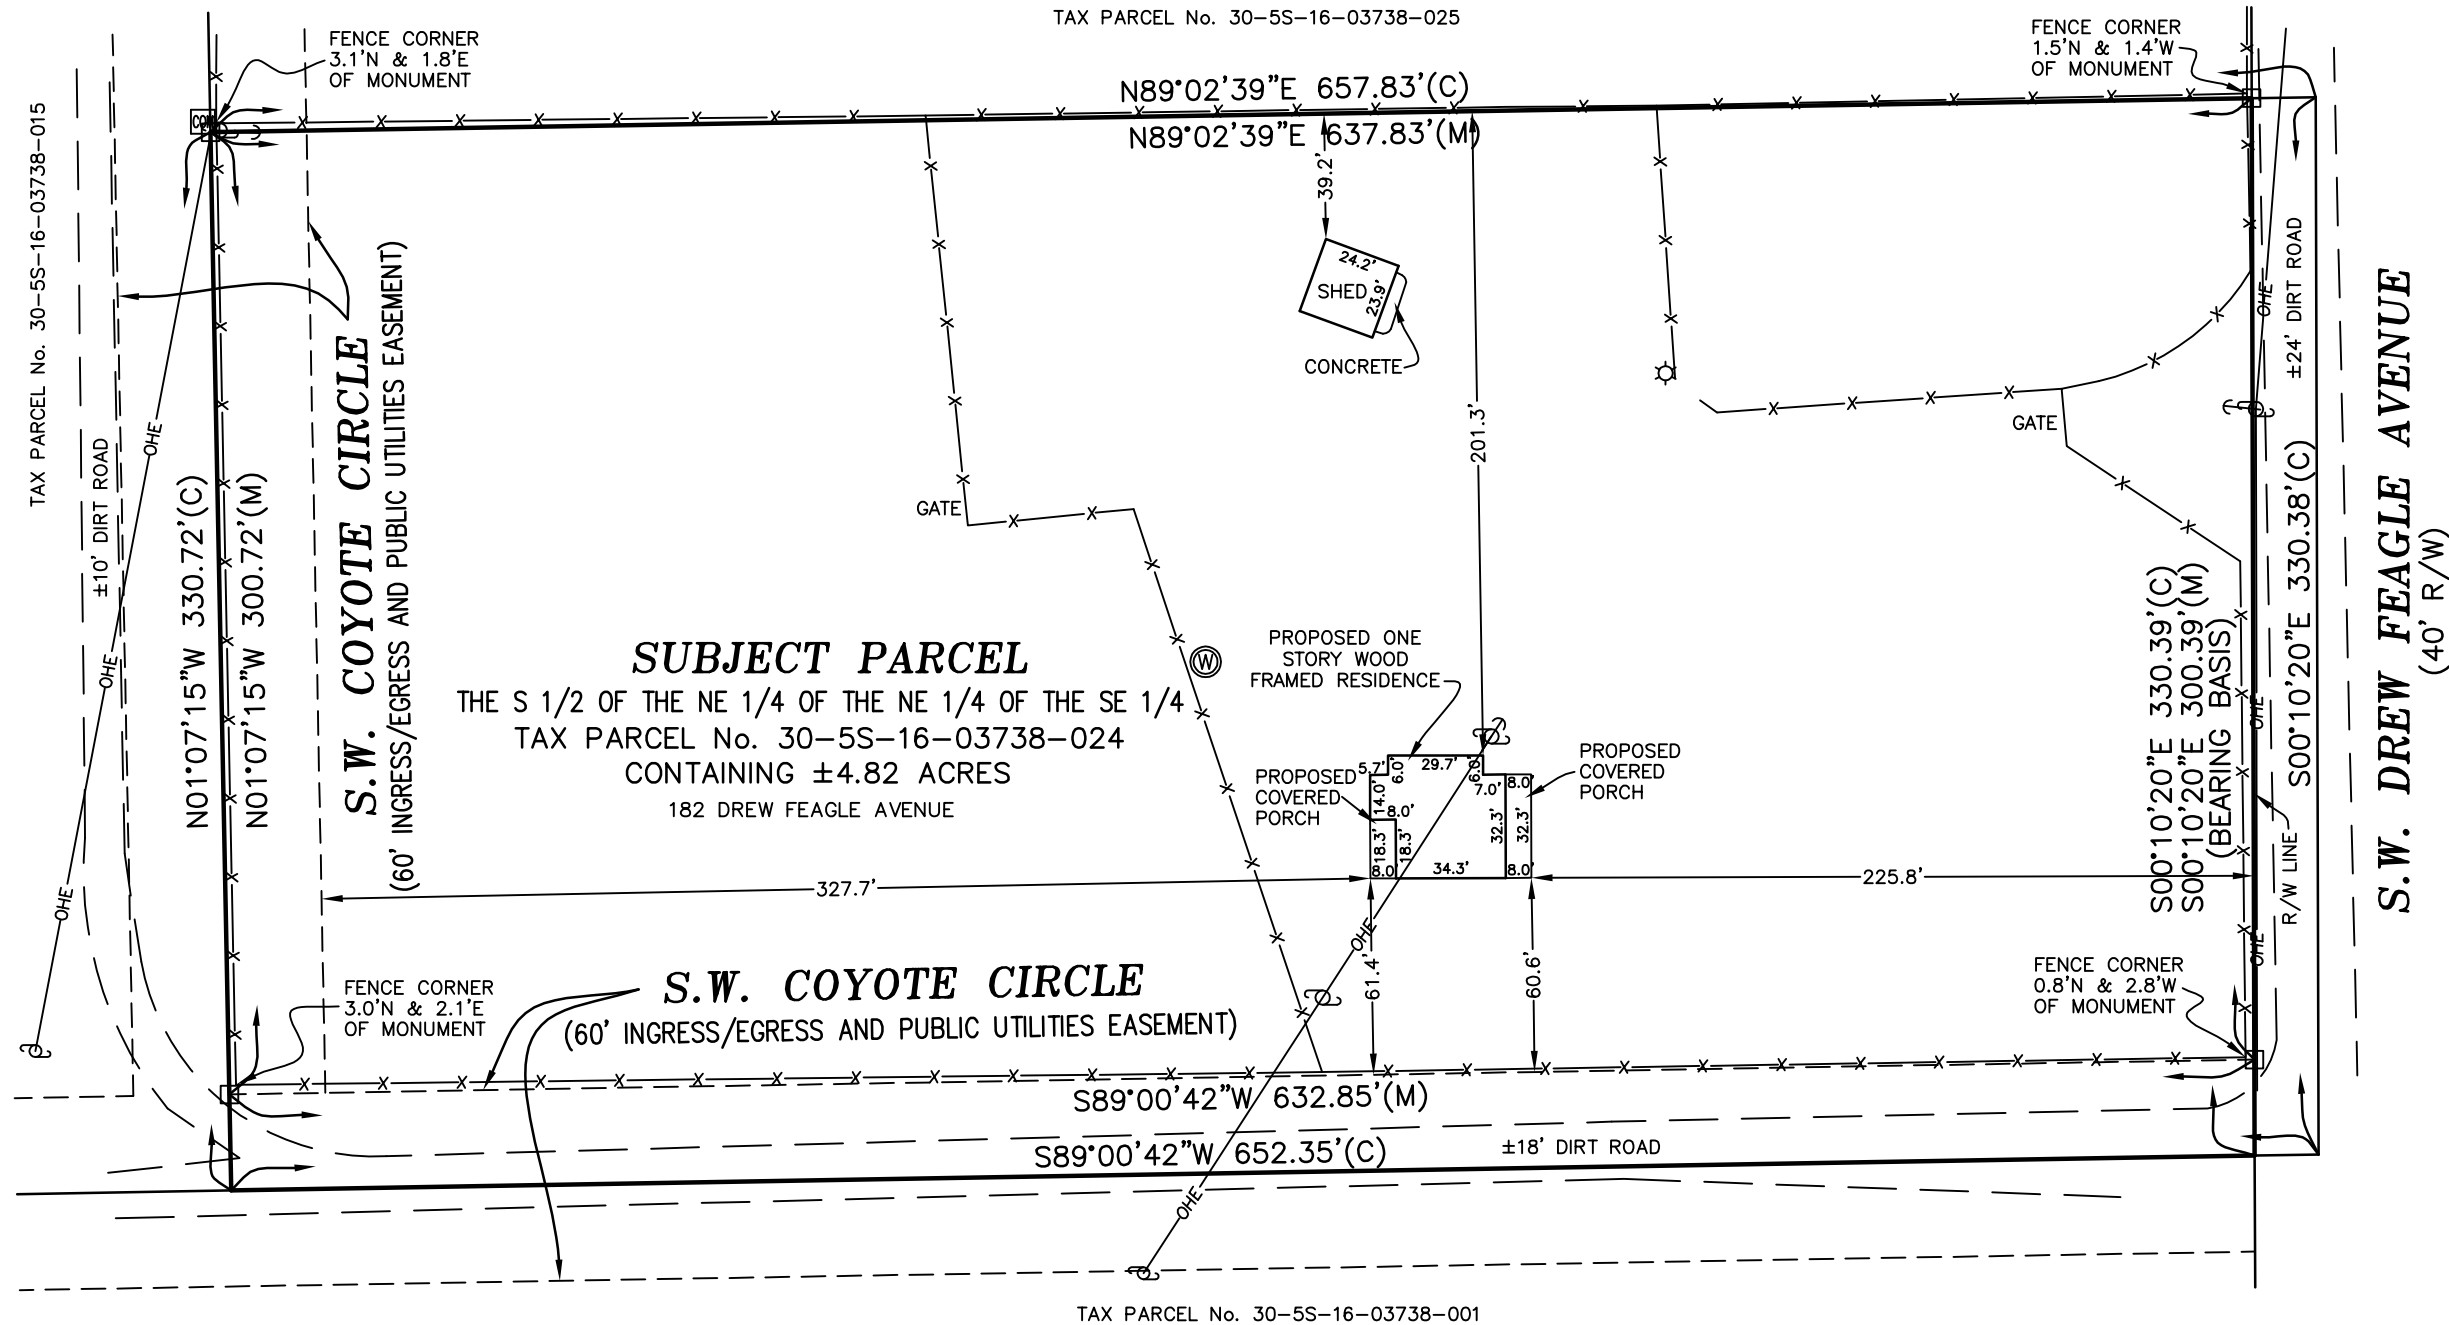 TAX PARCEL No. 30-5S-16-03738-025
FENCE CORNER
3.1'N & 1.8'E
OF MONUMENT
FENCE CORNER
1.5'N & 1.4'W
OF MONUMENT
N89°02'39"E 657.83'(C)
N89°02'39"E 637.83'(M)
TAX PARCEL No. 30-5S-16-03738-015
±10' DIRT ROAD
OHE
OHE
OHE
N01°07'15"W 330.72'(C)
N01°07'15"W 300.72'(M)
S.W. COYOTE CIRCLE
(60' INGRESS/EGRESS AND PUBLIC UTILITIES EASEMENT)
39.2'
24.2'
SHED
23.9'
CONCRETE
201.3'
GATE
GATE
OHE
±24' DIRT ROAD
S.W. DREW FEAGLE AVENUE
(40' R/W)
S00°10'20"E 330.38'(C)
S00°10'20"E 330.39'(C)
S00°10'20"E 300.39'(M)
(BEARING BASIS)
OHE
OHE
R/W LINE
SUBJECT PARCEL
THE S 1/2 OF THE NE 1/4 OF THE NE 1/4 OF THE SE 1/4
TAX PARCEL No. 30-5S-16-03738-024
CONTAINING ±4.82 ACRES
182 DREW FEAGLE AVENUE
W
PROPOSED ONE
STORY WOOD
FRAMED RESIDENCE
PROPOSED
COVERED
PORCH
PROPOSED
COVERED
PORCH
5.7'
6.0'
29.7'
6.0'
7.0'
8.0'
14.0'
8.0'
18.3'
18.3'
32.3'
32.3'
8.0'
34.3'
8.0'
327.7'
225.8'
OHE
61.4'
60.6'
S.W. COYOTE CIRCLE
(60' INGRESS/EGRESS AND PUBLIC UTILITIES EASEMENT)
FENCE CORNER
3.0'N & 2.1'E
OF MONUMENT
FENCE CORNER
0.8'N & 2.8'W
OF MONUMENT
S89°00'42"W 632.85'(M)
S89°00'42"W 652.35'(C)
±18' DIRT ROAD
OHE
TAX PARCEL No. 30-5S-16-03738-001